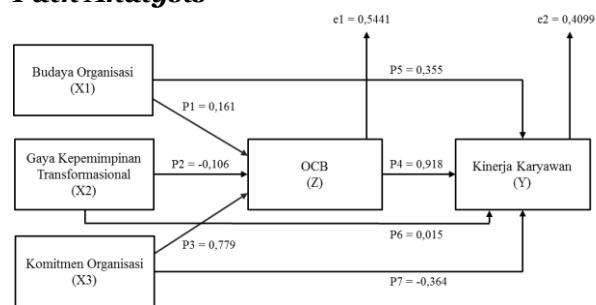 Path Analysis
e1 = 0,5441
e2 = 0,4099
Budaya Organisasi
(X1)
P5 = 0,355
P1 = 0,161
Gaya Kepemimpinan
Transformasional
(X2)
P2 = -0,106
OCB
(Z)
P4 = 0,918
Kinerja Karyawan
(Y)
P6 = 0,015
P3 = 0,779
Komitmen Organisasi
(X3)
P7 = -0,364